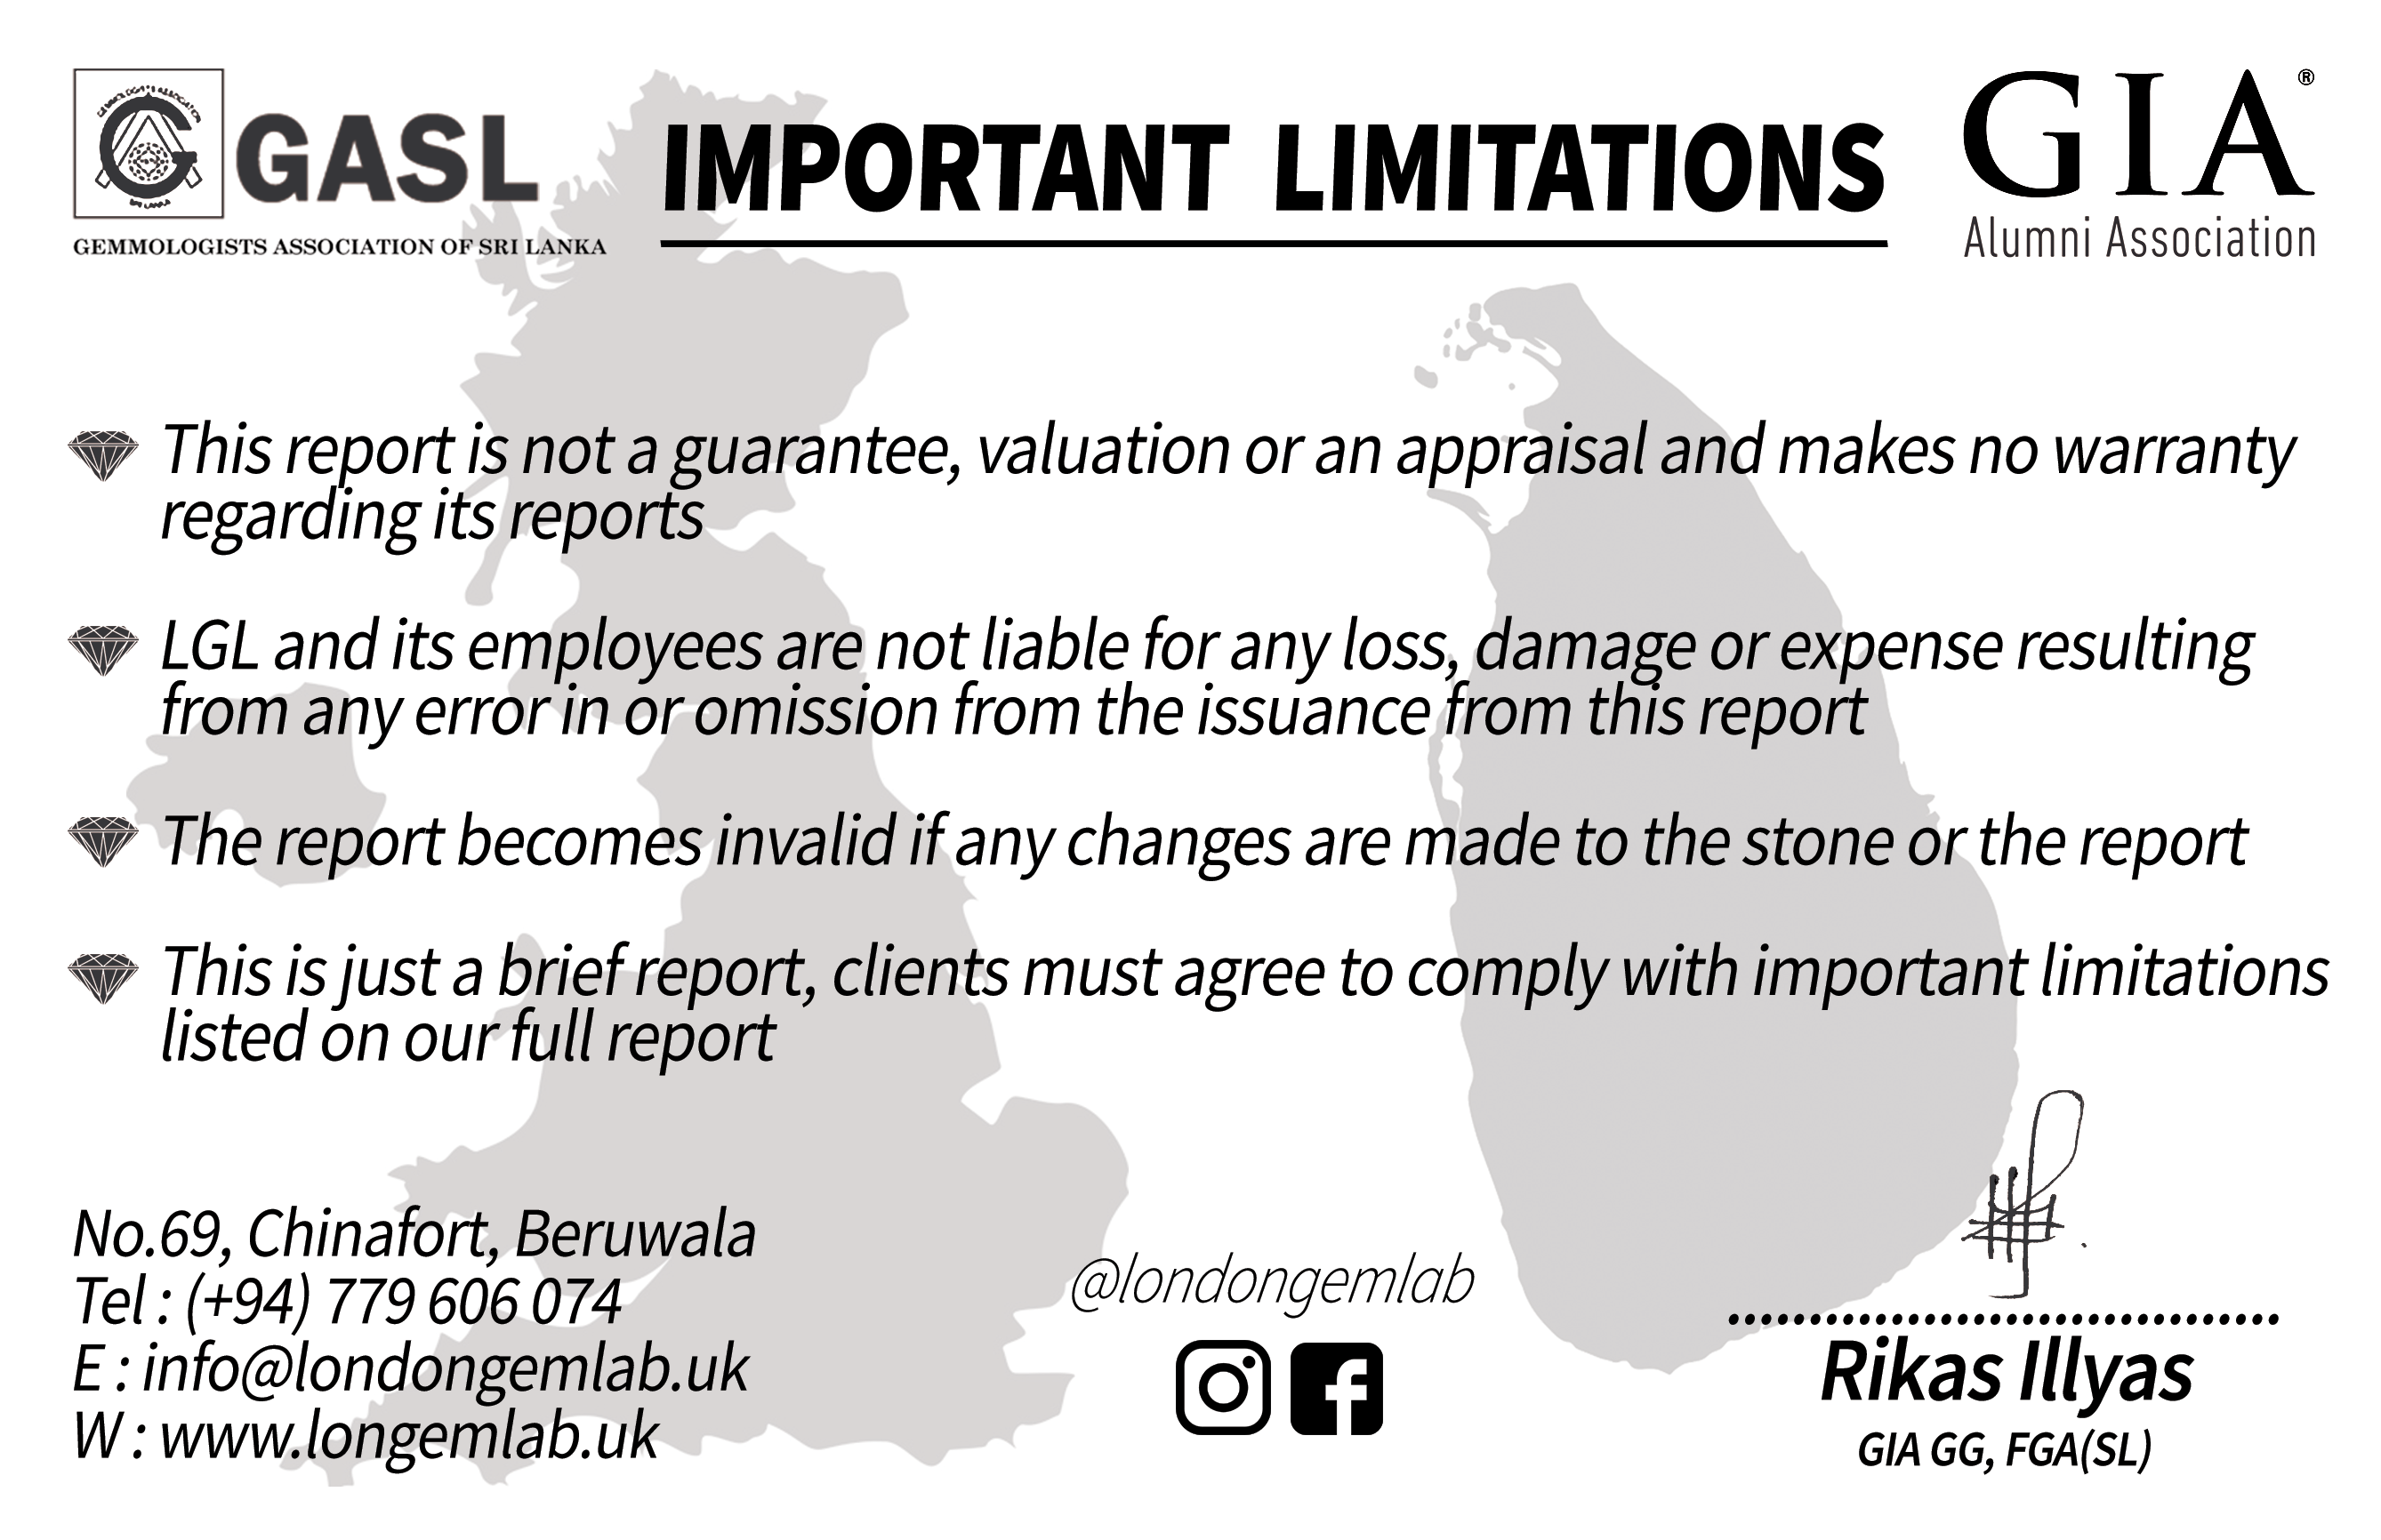 GASL
GEMMOLOGISTS ASSOCIATION OF SRI LANKA
IMPORTANT LIMITATIONS
GIA®
Alumni Association
This report is not a guarantee, valuation or an appraisal and makes no warranty
regarding its reports
LGL and its employees are not liable for any loss, damage or expense resulting
from any error in or omission from the issuance from this report
The report becomes invalid if any changes are made to the stone or the report
This is just a brief report, clients must agree to comply with important limitations
listed on our full report
No.69, Chinafort, Beruwala
Tel : (+94) 779 606 074
E : info@londongemlab.uk
W : www.longemlab.uk
@londongemlab
Rikas Illyas
GIA GG, FGA(SL)